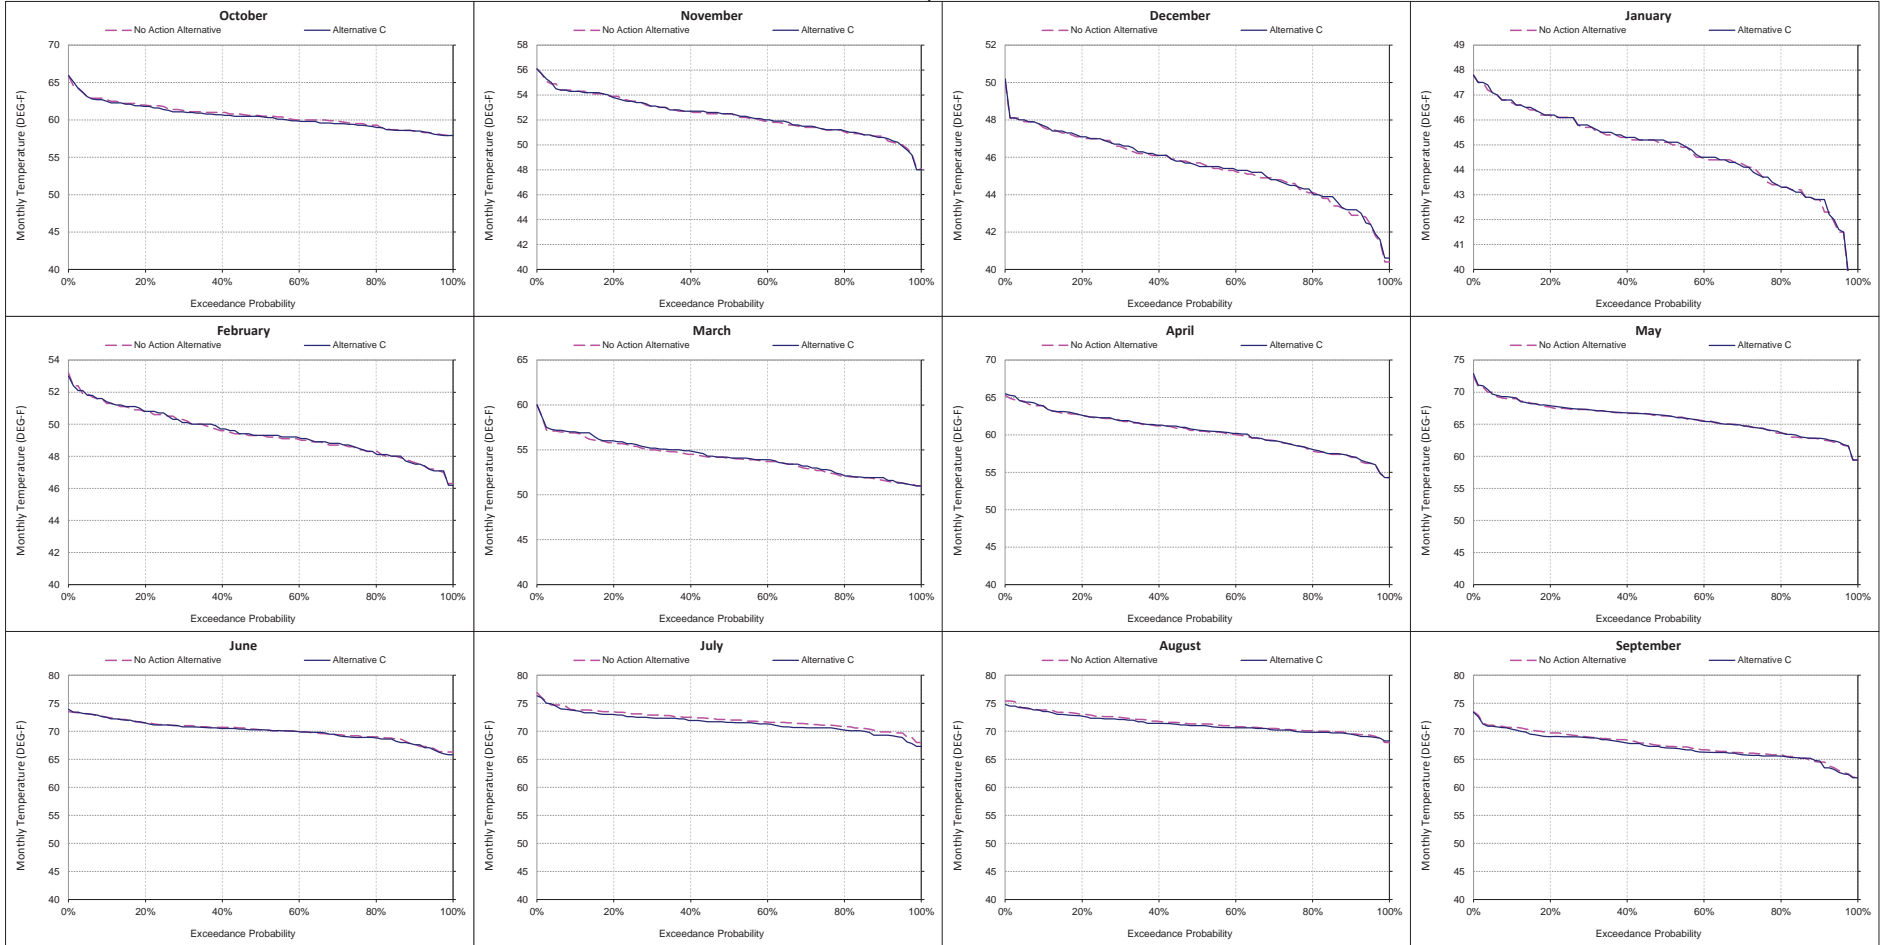 October
No Action Alternative Alternative C
Monthly Temperature (DEG-F)
70
65
60
55
50
45
40
0% 20% 40% 60% 80% 100%
Exceedance Probability
November
No Action Alternative Alternative C
Monthly Temperature (DEG-F)
58
56
54
52
50
48
46
44
42
40
0% 20% 40% 60% 80% 100%
Exceedance Probability
December
No Action Alternative Alternative C
Monthly Temperature (DEG-F)
52
50
48
46
44
42
40
0% 20% 40% 60% 80% 100%
Exceedance Probability
January
No Action Alternative Alternative C
Monthly Temperature (DEG-F)
49
48
47
46
45
44
43
42
41
40
0% 20% 40% 60% 80% 100%
Exceedance Probability
February
No Action Alternative Alternative C
Monthly Temperature (DEG-F)
54
52
50
48
46
44
42
40
0% 20% 40% 60% 80% 100%
Exceedance Probability
March
No Action Alternative Alternative C
Monthly Temperature (DEG-F)
65
60
55
50
45
40
0% 20% 40% 60% 80% 100%
Exceedance Probability
April
No Action Alternative Alternative C
Monthly Temperature (DEG-F)
70
65
60
55
50
45
40
0% 20% 40% 60% 80% 100%
Exceedance Probability
May
No Action Alternative Alternative C
Monthly Temperature (DEG-F)
75
70
65
60
55
50
45
40
0% 20% 40% 60% 80% 100%
Exceedance Probability
June
No Action Alternative Alternative C
Monthly Temperature (DEG-F)
80
75
70
65
60
55
50
45
40
0% 20% 40% 60% 80% 100%
Exceedance Probability
July
No Action Alternative Alternative C
Monthly Temperature (DEG-F)
80
75
70
65
60
55
50
45
40
0% 20% 40% 60% 80% 100%
Exceedance Probability
August
No Action Alternative Alternative C
Monthly Temperature (DEG-F)
80
75
70
65
60
55
50
45
40
0% 20% 40% 60% 80% 100%
Exceedance Probability
September
No Action Alternative Alternative C
Monthly Temperature (DEG-F)
80
75
70
65
60
55
50
45
40
0% 20% 40% 60% 80% 100%
Exceedance Probability